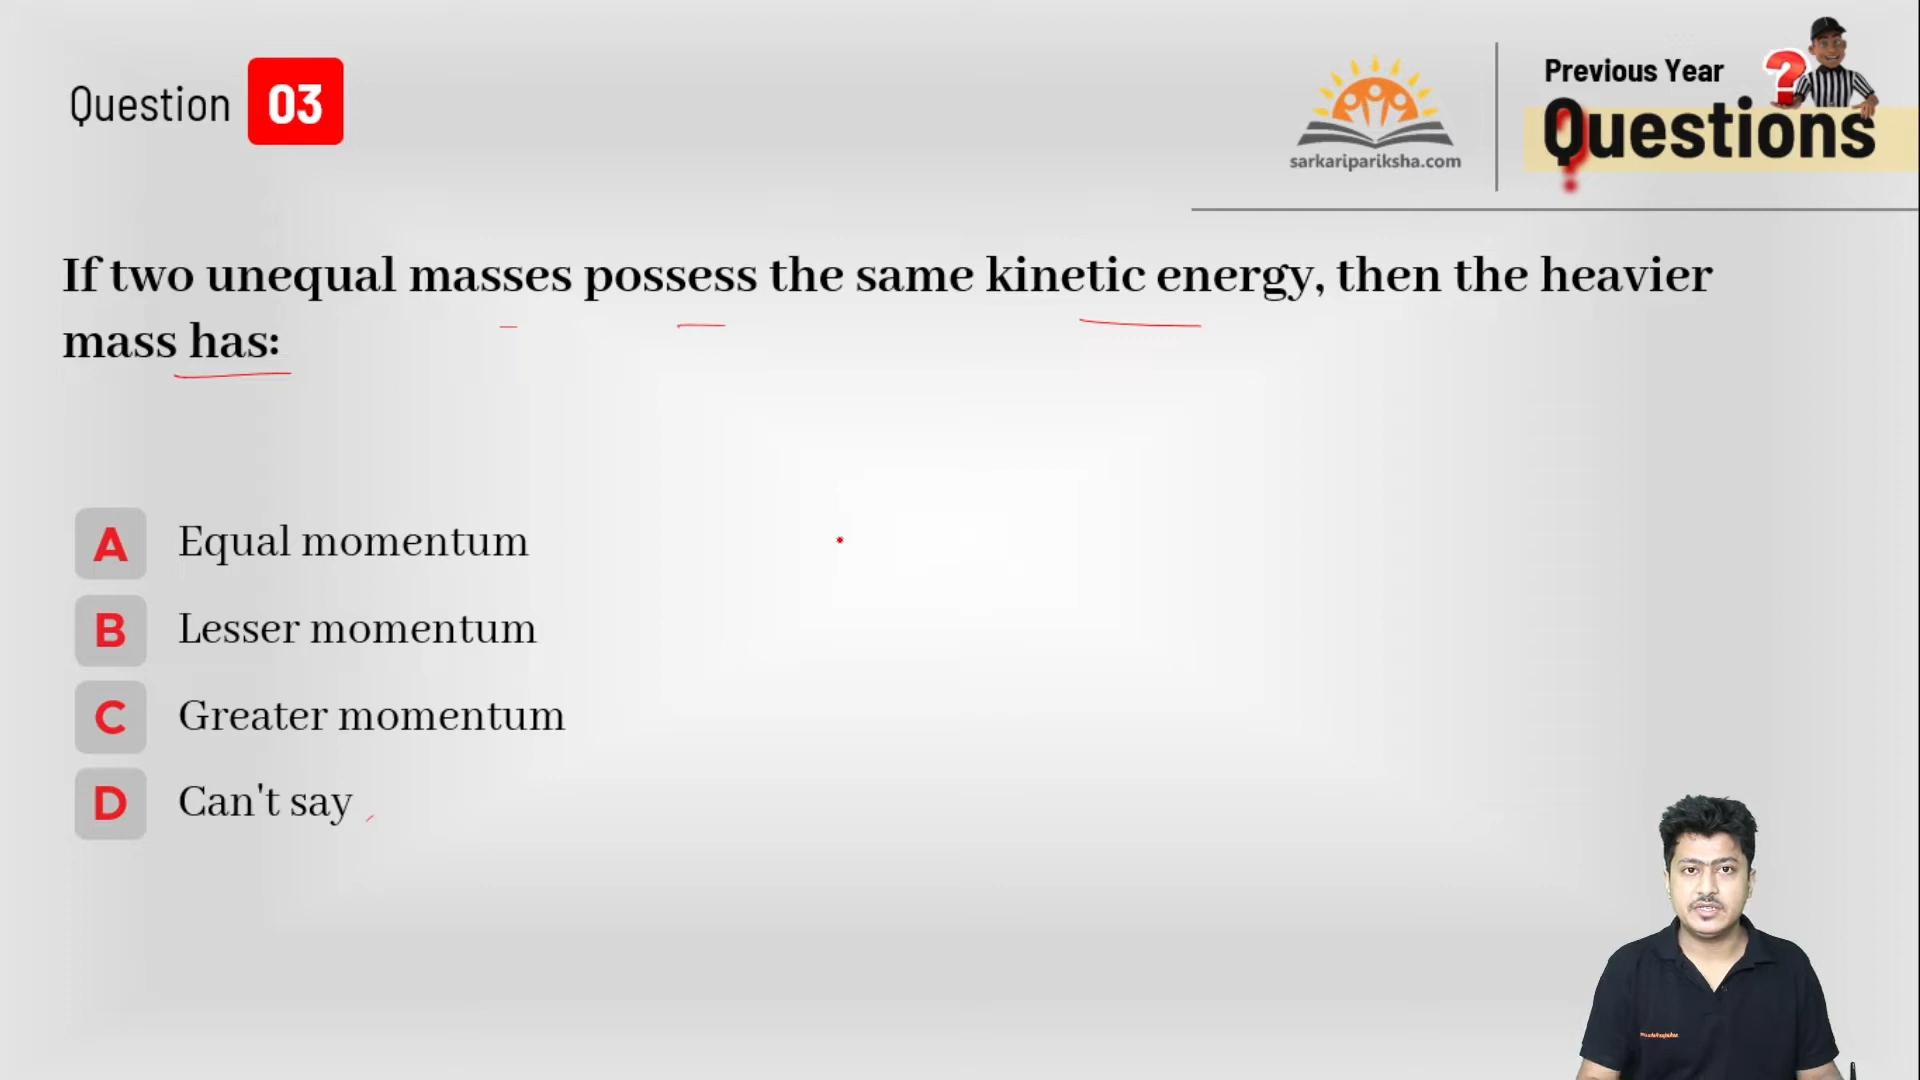 Question 03
sarkaripariksha.com
Previous Year
Questions
If two unequal masses possess the same kinetic energy, then the heavier
mass has:
A Equal momentum
B Lesser momentum
C Greater momentum
D Can't say